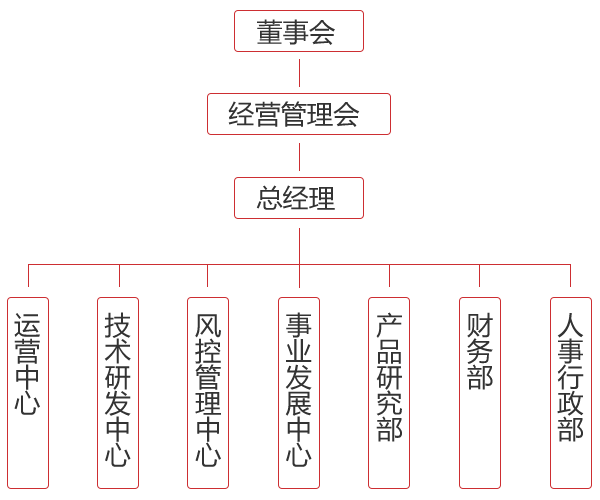 董事会
经营管理会
总经理
运营中心
技术研发中心
风控管理中心
事业发展中心
产品研究部
财务部
人事行政部